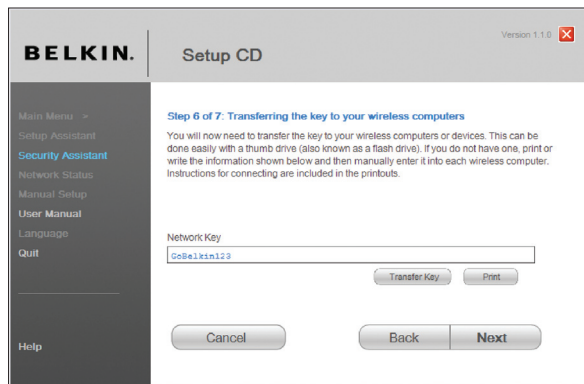 Version 1.1.0
BELKIN.
Setup CD
Main Menu >
Setup Assistant
Security Assistant
Network Status
Manual Setup
User Manual
Language
Quit
Help
Step 6 of 7: Transferring the key to your wireless computers
You will now need to transfer the key to your wireless computers or devices. This can be
done easily with a thumb drive (also known as a flash drive). If you do not have one, print or
write the information shown below and then manually enter it into each wireless computer.
Instructions for connecting are included in the printouts.
Network Key
GoBelkin123
Transfer Key
Print
Cancel
Back
Next